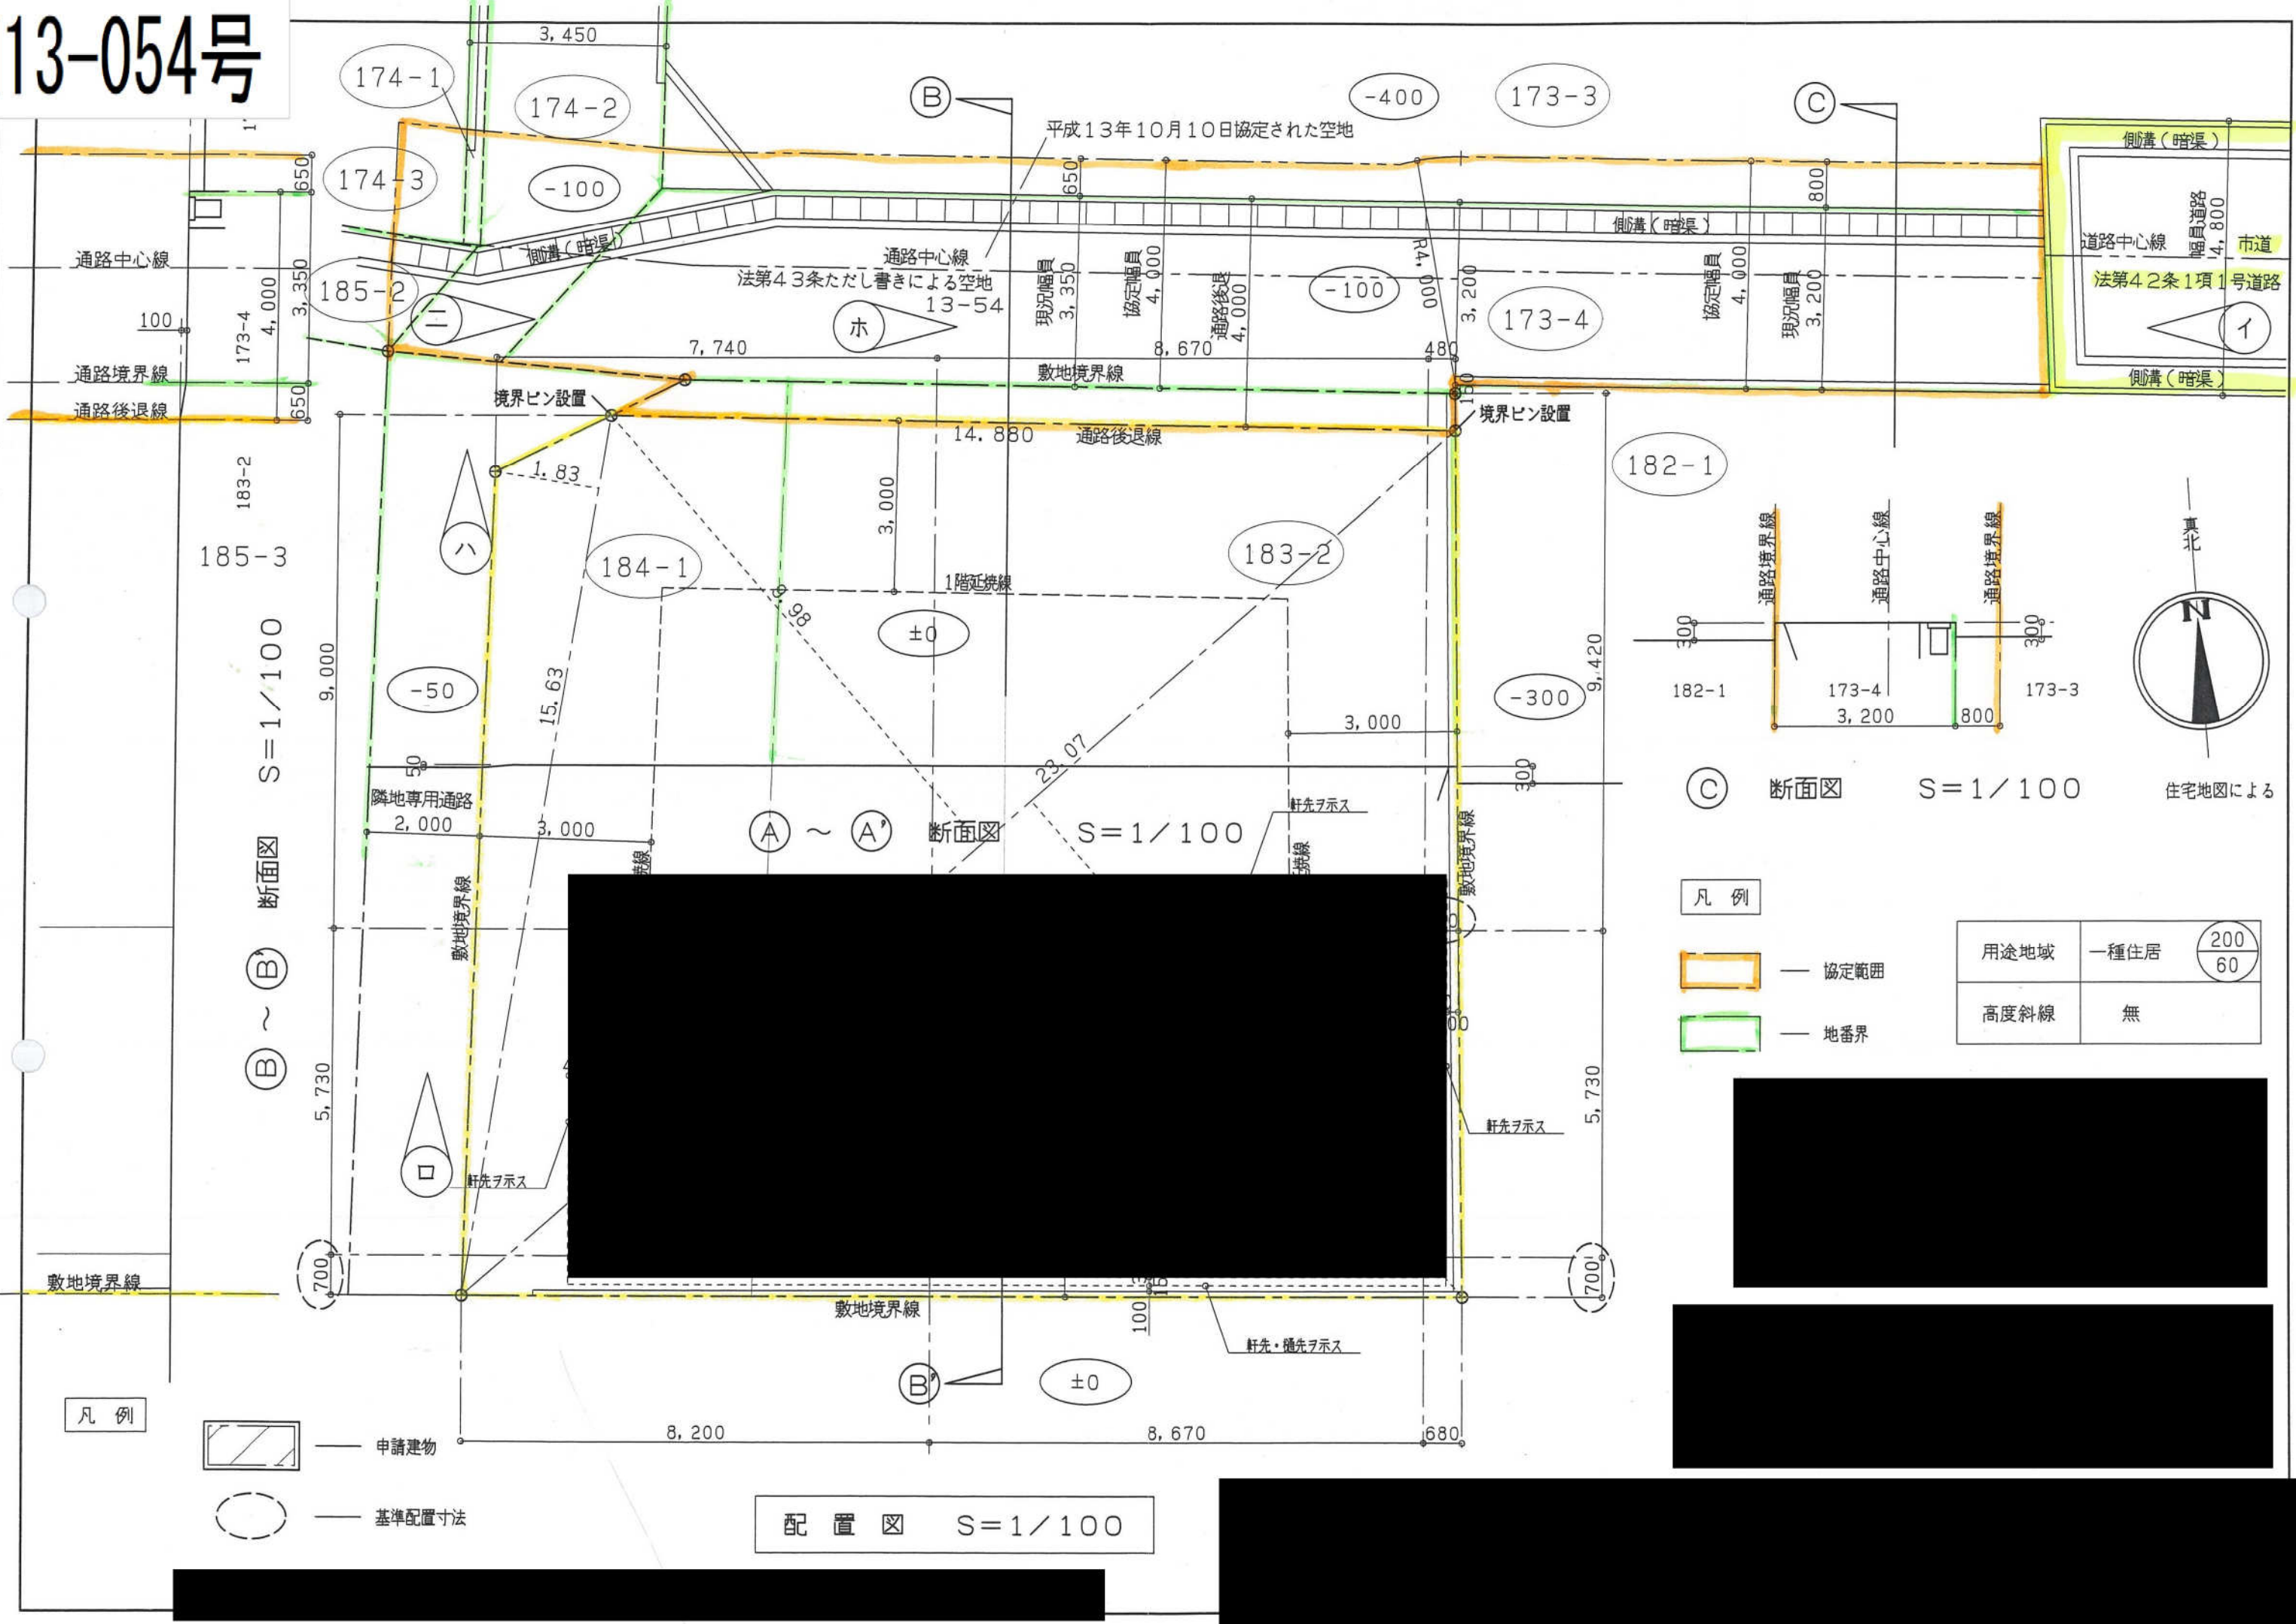 13-054号
3,450
174-1
174-2
B
-400
173-3
C
平成13年10月10日協定された空地
側溝(暗渠)
650
174-3
-100
650
800
側溝(暗渠)
幅員道路
4,800
通路中心線
側溝(暗渠)
通路中心線
道路中心線
市道
法第43条ただし書きによる空地
法第42条1項1号道路
13-54
4,000
3,350
185-2
現況幅員
3,350
協定幅員
4,000
通路後退
4,000
-100
R4,000
3,200
173-4
協定幅員
4,000
現況幅員
3,200
イ
100
173-4
ニ
ホ
7,740
8,670
480
通路境界線
敷地境界線
側溝(暗渠)
通路後退線
650
境界ピン設置
150
境界ピン設置
14.880
通路後退線
183-2
1.83
3,000
182-1
185-3
ハ
184-1
183-2
通路境界線
通路中心線
通路境界線
真北
N
1階延焼線
98
±0
300
300
9,000
-50
15.63
-300
9,420
182-1
173-4
173-3
3,000
3,200
800
23.07
50
300
隣地専用通路
2,000
3,000
A ~ A' 断面図 S=1/100
軒先ヲ示ス
C 断面図 S=1/100
住宅地図による
焼線
焼線
敷地境界線
敷地境界線
B ~ B' 断面図 S=1/100
凡 例
協定範囲
地番界
用途地域
一種住居
200
60
高度斜線
無
00
5,730
5,730
ロ
軒先ヲ示ス
軒先ヲ示ス
700
700
敷地境界線
敷地境界線
100
軒先・樋先ヲ示ス
B'
±0
凡 例
申請建物
8,200
8,670
680
基準配置寸法
配 置 図 S=1/100